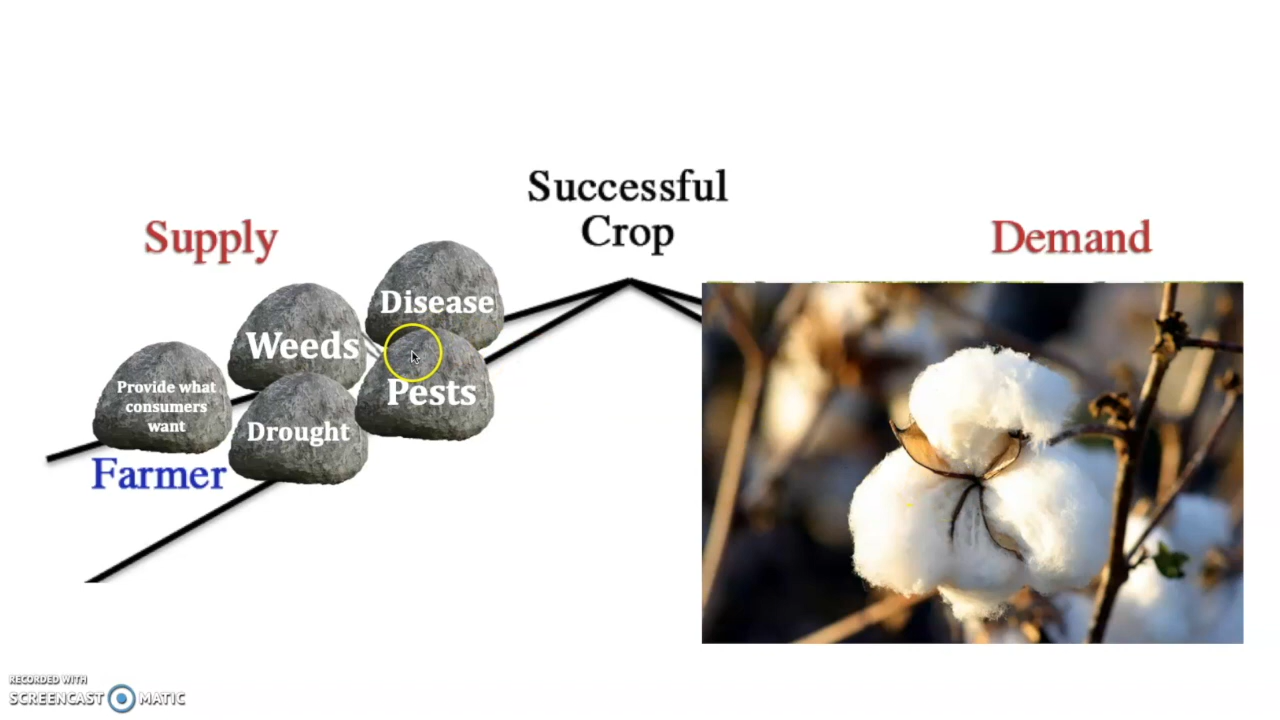 Successful
Crop
Supply
Demand
Disease
Weeds
Pests
Provide what
consumers
want
Drought
Farmer
RECORDED WITH
SCREENCAST MATIC